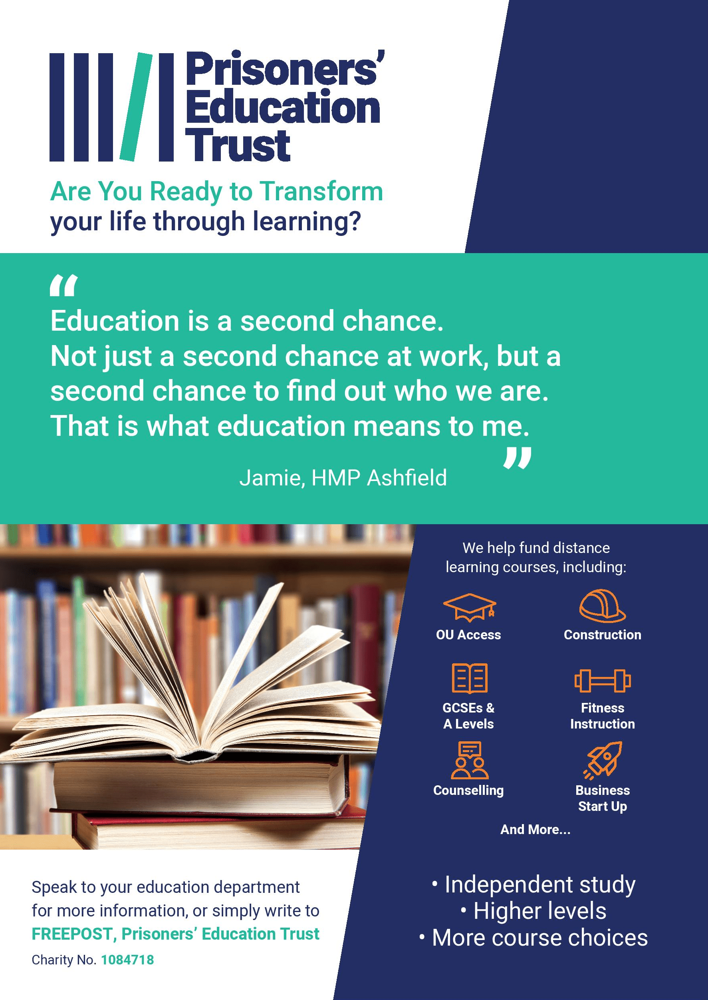 Prisoners’
Education
Trust
Are You Ready to Transform
your life through learning?
“
Education is a second chance.
Not just a second chance at work, but a
second chance to find out who we are.
That is what education means to me.
”
Jamie, HMP Ashfield
We help fund distance
learning courses, including:
OU Access
Construction
GCSEs &
A Levels
Fitness
Instruction
Counselling
Business
Start Up
And More...
• Independent study
• Higher levels
• More course choices
Speak to your education department
for more information, or simply write to
FREEPOST, Prisoners’ Education Trust
Charity No. 1084718